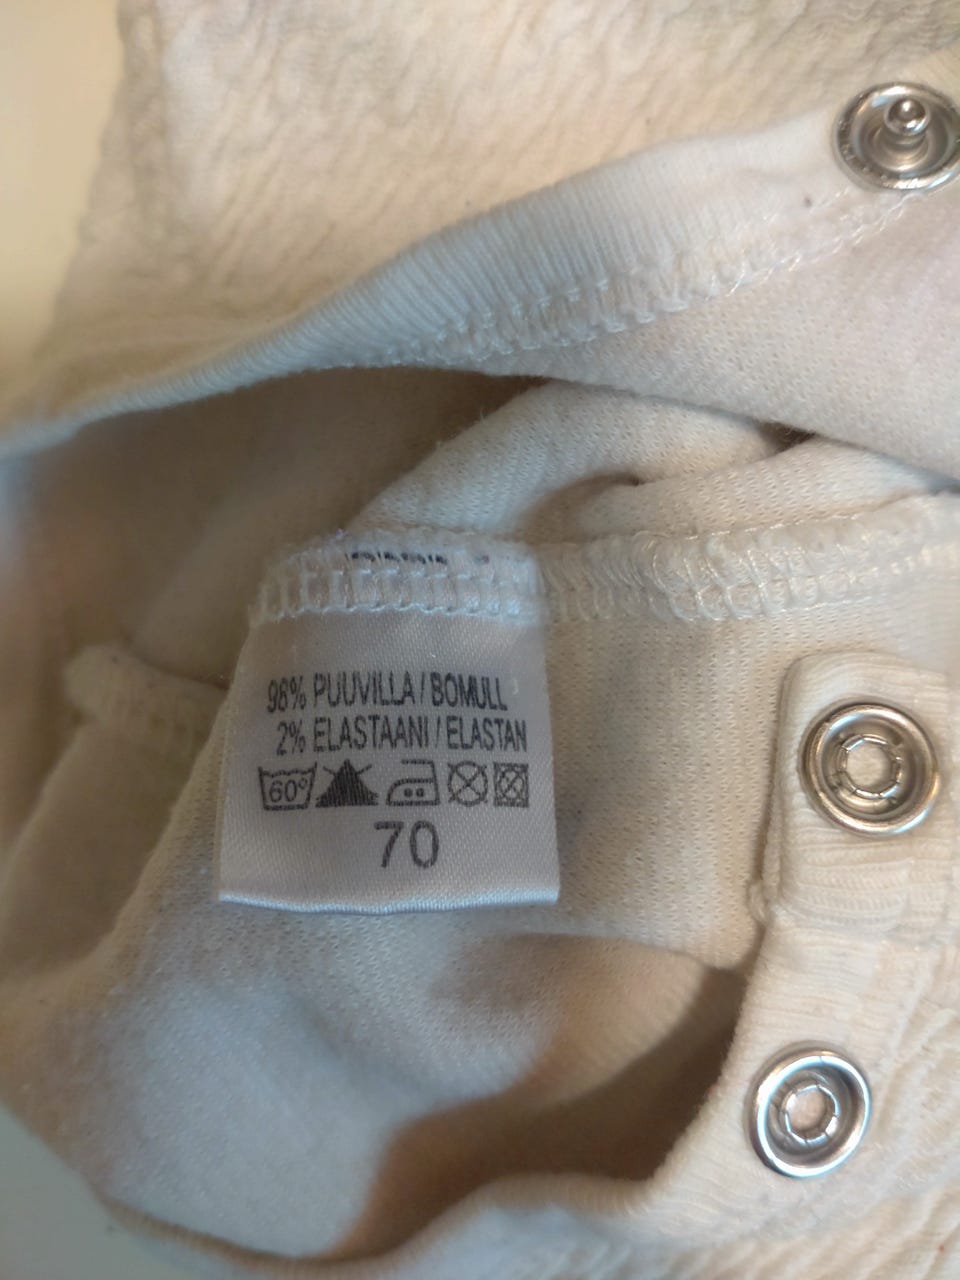 98% PUUVILLA / BOMULL
2% ELASTAANI / ELASTAN
60°
70